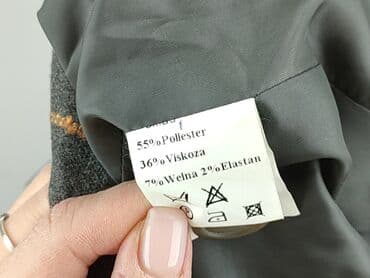 55%Poliester
36%Viskoza
7%Wełna 2%Elastan